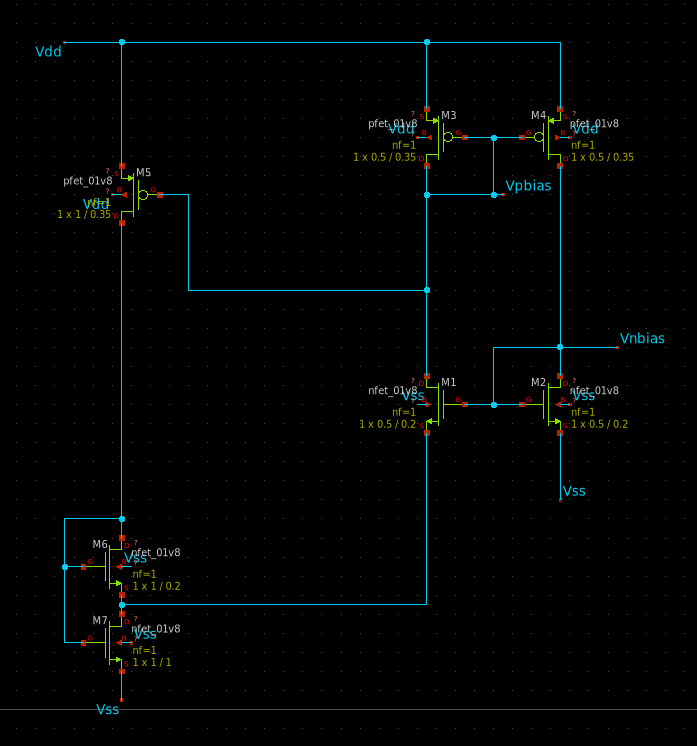 Vdd
M3
M4
pfet_01v8
pfet_01v8
Vdd
Vdd
nf=1
nf=1
1 x 0.5 / 0.35
1 x 0.5 / 0.35
M5
pfet_01v8
Vdd
nf=1
1 x 1 / 0.35
Vpbias
Vnbias
M1
M2
nfet_01v8
nfet_01v8
Vss
Vss
nf=1
nf=1
1 x 0.5 / 0.2
1 x 0.5 / 0.2
Vss
M6
nfet_01v8
Vss
nf=1
1 x 1 / 0.2
M7
nfet_01v8
Vss
nf=1
1 x 1 / 1
Vss